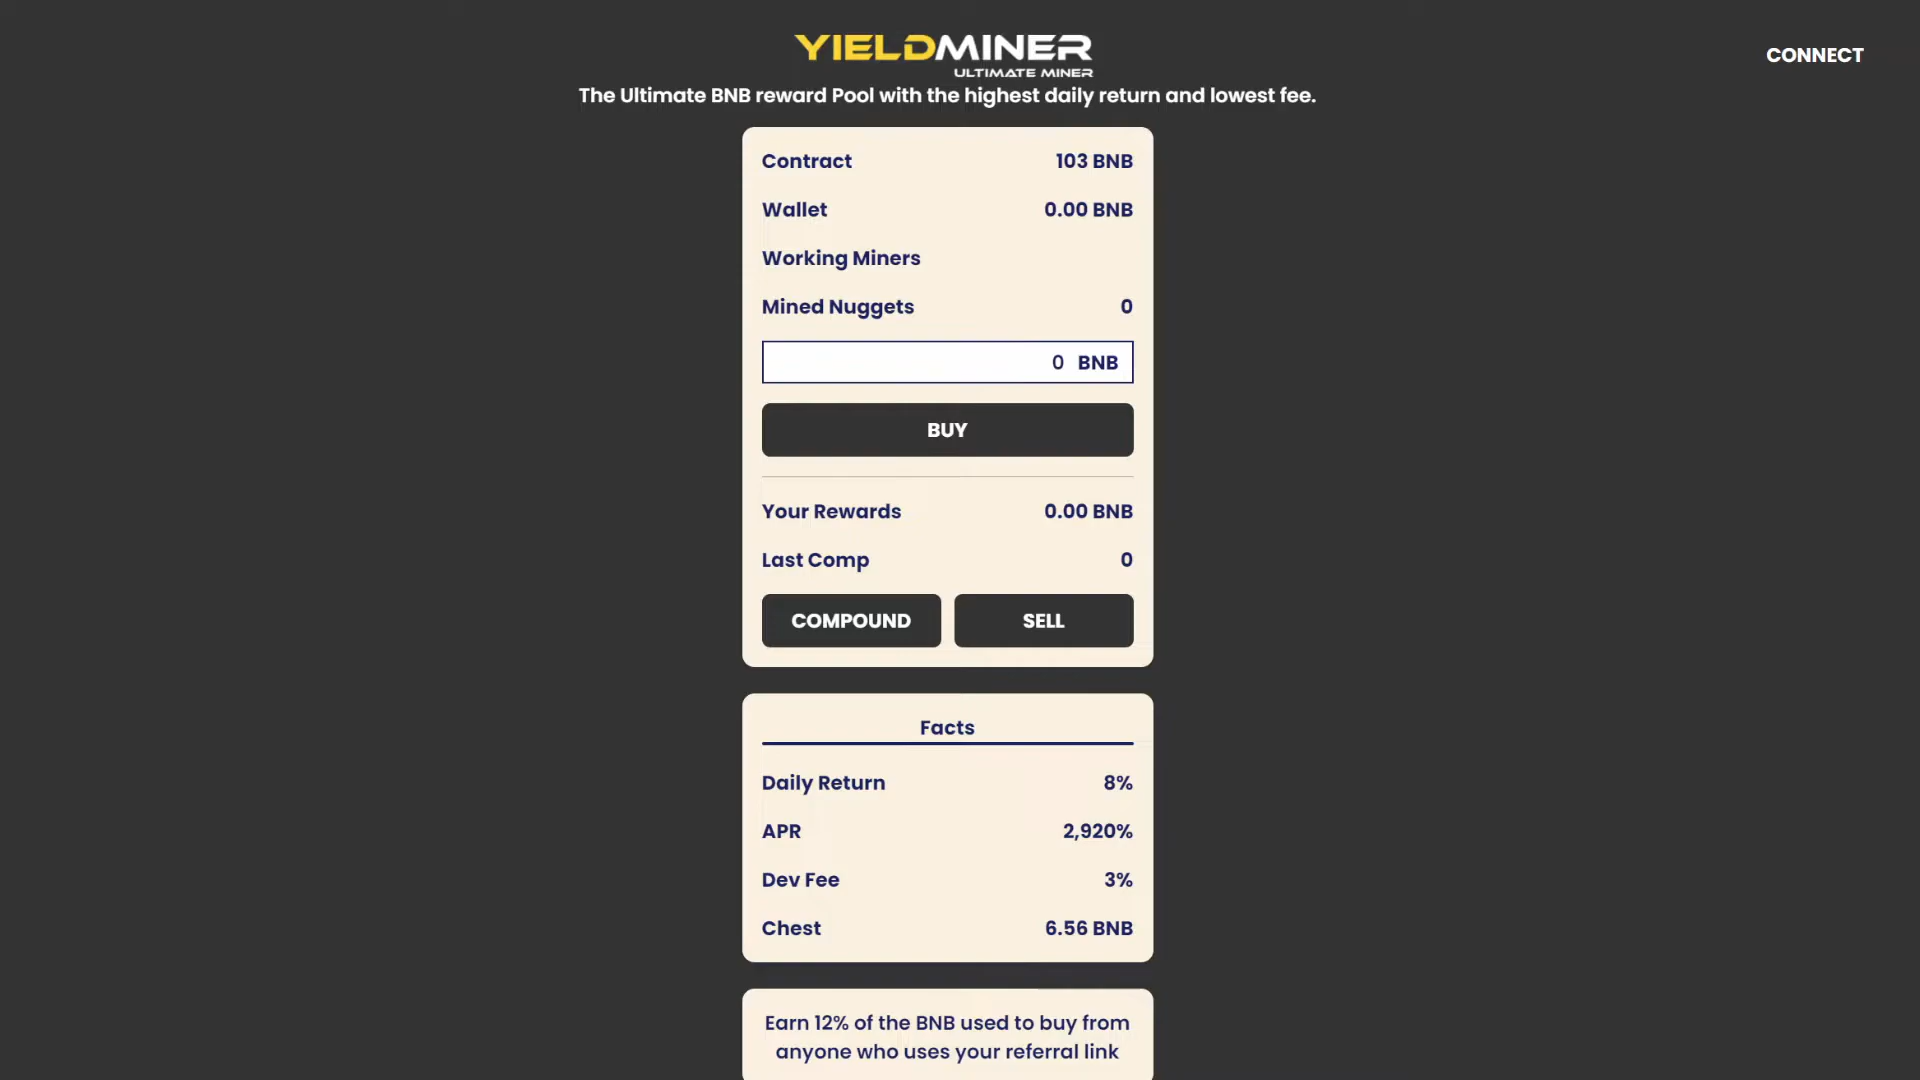 YIELDMINER
ULTIMATE MINER
CONNECT
The Ultimate BNB reward Pool with the highest daily return and lowest fee.
Contract 103 BNB
Wallet 0.00 BNB
Working Miners
Mined Nuggets 0
0 BNB
BUY
Your Rewards 0.00 BNB
Last Comp 0
COMPOUND SELL
Facts
Daily Return 8%
APR 2,920%
Dev Fee 3%
Chest 6.56 BNB
Earn 12% of the BNB used to buy from
anyone who uses your referral link